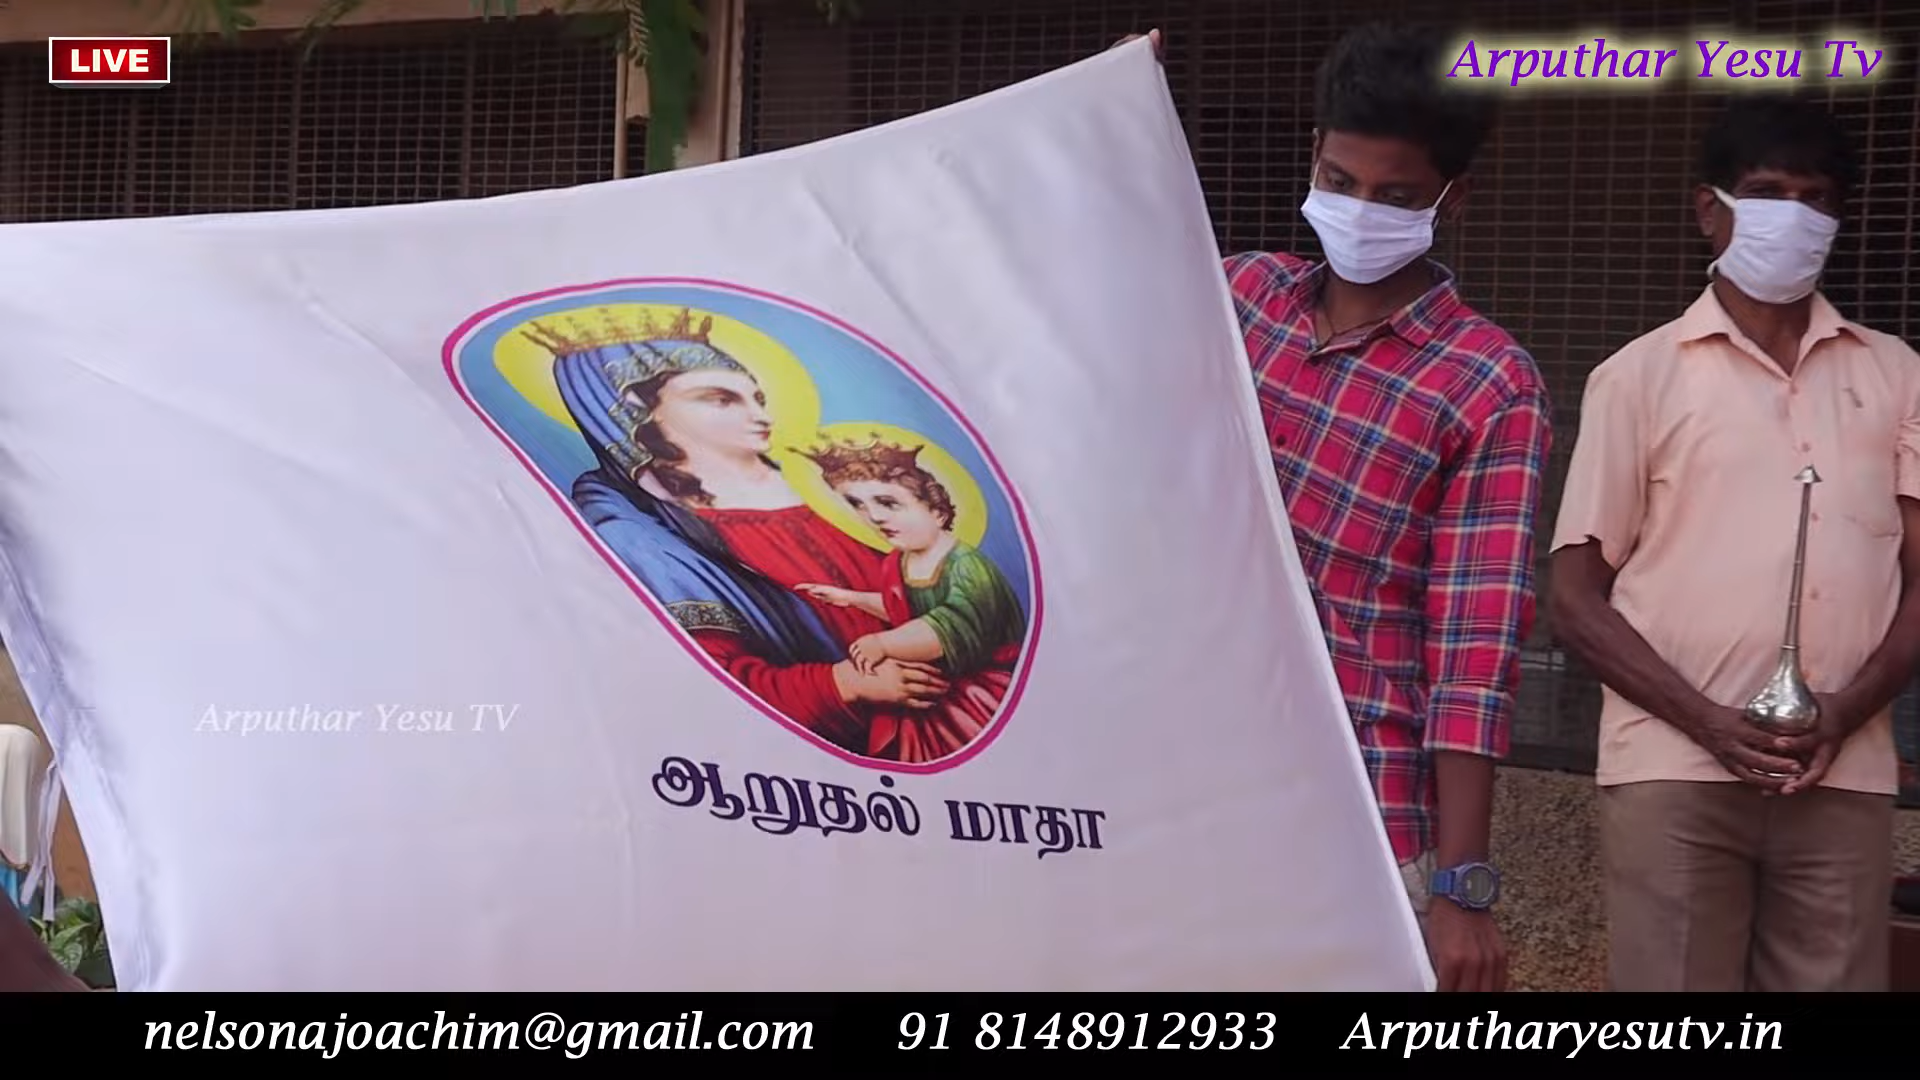 LIVE
Arputhar Yesu Tv
Arputhar Yesu TV
ஆறுதல் மாதா
nelsonajoachim@gmail.com 91 8148912933 Arputharyesutv.in